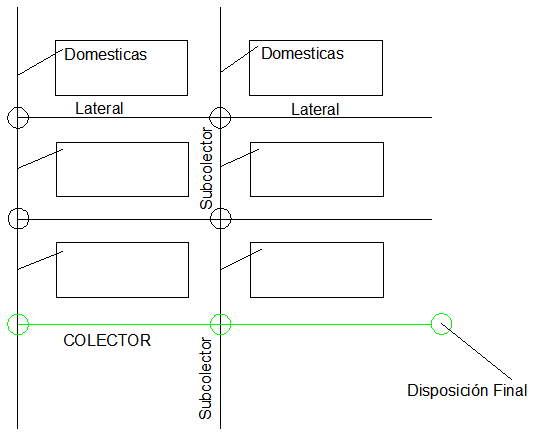 Domesticas
Domesticas
Lateral
Lateral
Subcolector
COLECTOR
Subcolector
Disposición Final